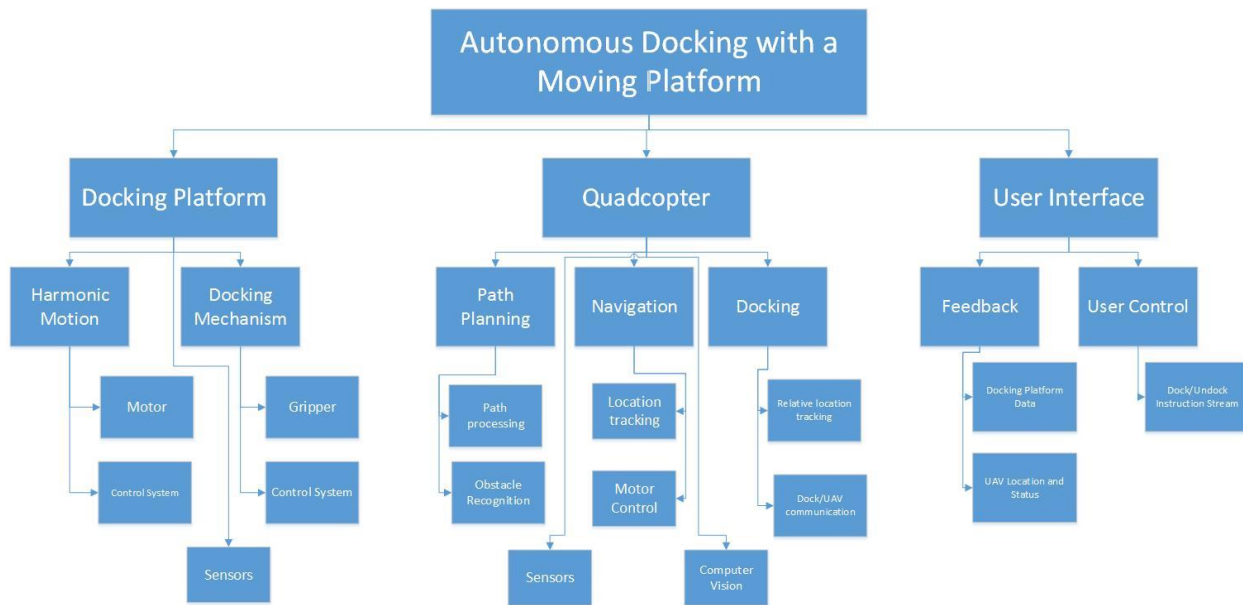 Autonomous Docking with a
Moving Platform
Docking Platform
Quadcopter
User Interface
Harmonic
Motion
Docking
Mechanism
Path
Planning
Navigation
Docking
Feedback
User Control
Motor
Gripper
Path
processing
Location
tracking
Relative location
tracking
Docking Platform
Data
Dock/Undock
Instruction Stream
Control System
Control System
Obstacle
Recognition
Motor
Control
Dock/UAV
communication
UAV Location and
Status
Sensors
Sensors
Computer
Vision